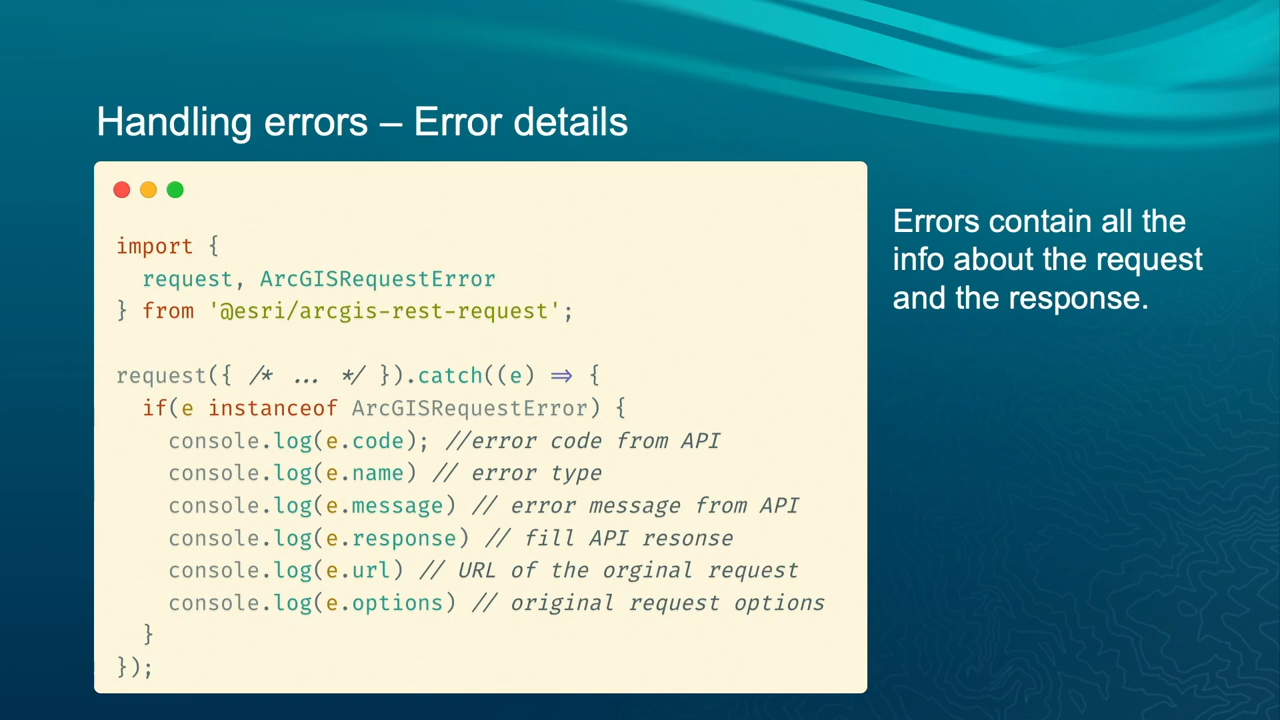 Handling errors – Error details
import {
  request, ArcGISRequestError
} from '@esri/arcgis-rest-request';
request({ /* ... */ }).catch((e) => {
  if(e instanceof ArcGISRequestError) {
    console.log(e.code); //error code from API
    console.log(e.name) // error type
    console.log(e.message) // error message from API
    console.log(e.response) // fill API resonse
    console.log(e.url) // URL of the orginal request
    console.log(e.options) // original request options
  }
});
Errors contain all the
info about the request
and the response.